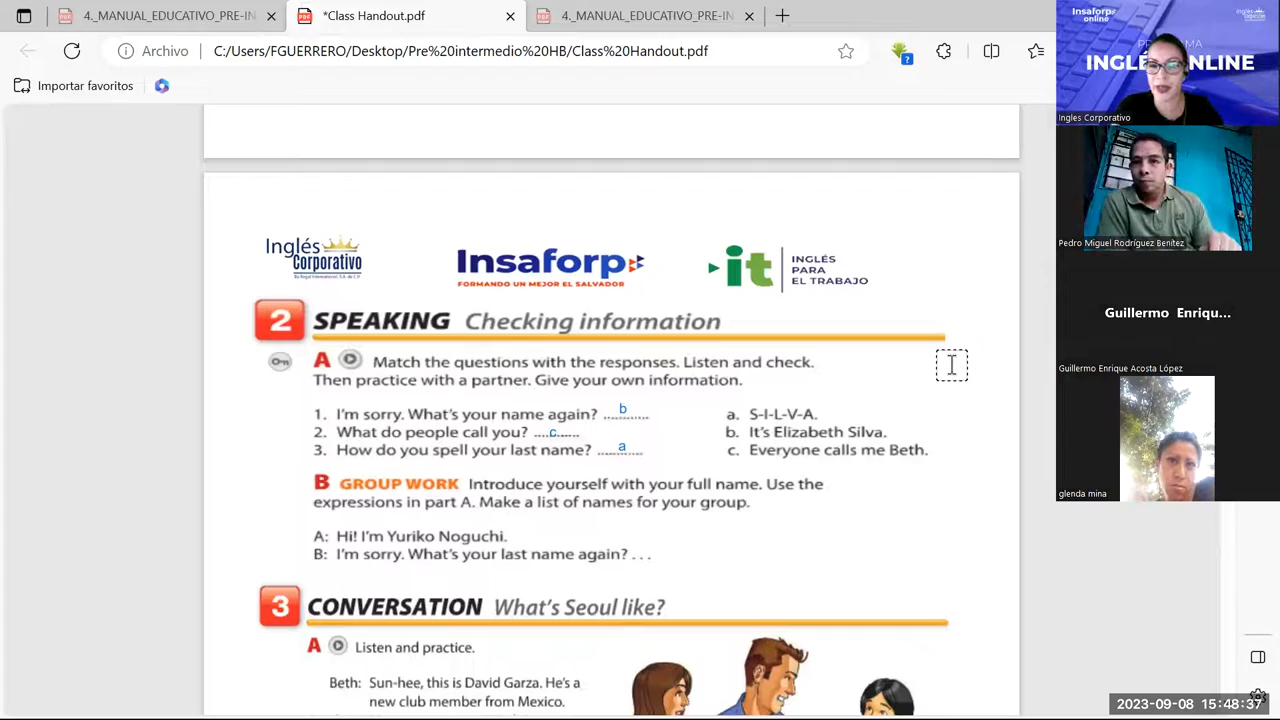 4_MANUAL_EDUCATIVO_PRE-IN
*Class Handout.pdf
4_MANUAL_EDUCATIVO_PRE-IN
Archivo
C:/Users/FGUERRERO/Desktop/Pre%20intermedio%20HB/Class%20Handout.pdf
Importar favoritos
Inglés
Corporativo
Insaforp
FORMANDO UN MEJOR EL SALVADOR
it
INGLÉS
PARA
EL TRABAJO
2 SPEAKING Checking information
A Match the questions with the responses. Listen and check.
Then practice with a partner. Give your own information.
1. I'm sorry. What's your name again? b
2. What do people call you? c
3. How do you spell your last name? a
a. S-I-L-V-A.
b. It's Elizabeth Silva.
c. Everyone calls me Beth.
B GROUP WORK Introduce yourself with your full name. Use the
expressions in part A. Make a list of names for your group.
A: Hi! I'm Yuriko Noguchi.
B: I'm sorry. What's your last name again? . . .
3 CONVERSATION What's Seoul like?
A Listen and practice.
Beth: Sun-hee, this is David Garza. He's a
new club member from Mexico.
Insaforp
online
INGLÉ ONLINE
Ingles Corporativo
Pedro Miguel Rodríguez Benítez
Guillermo Enriqu...
Guillermo Enrique Acosta López
glenda mina
2023-09-08 15:48:37